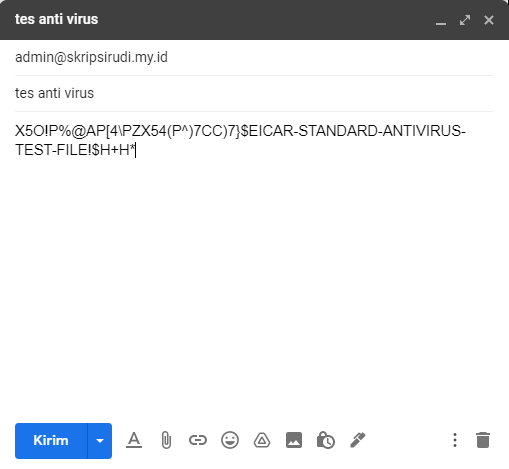 tes anti virus
admin@skripsirudi.my.id
tes anti virus
X5O!P%@AP[4\PZX54(P^)7CC)7}$EICAR-STANDARD-ANTIVIRUS-
TEST-FILE!$H+H*
Kirim